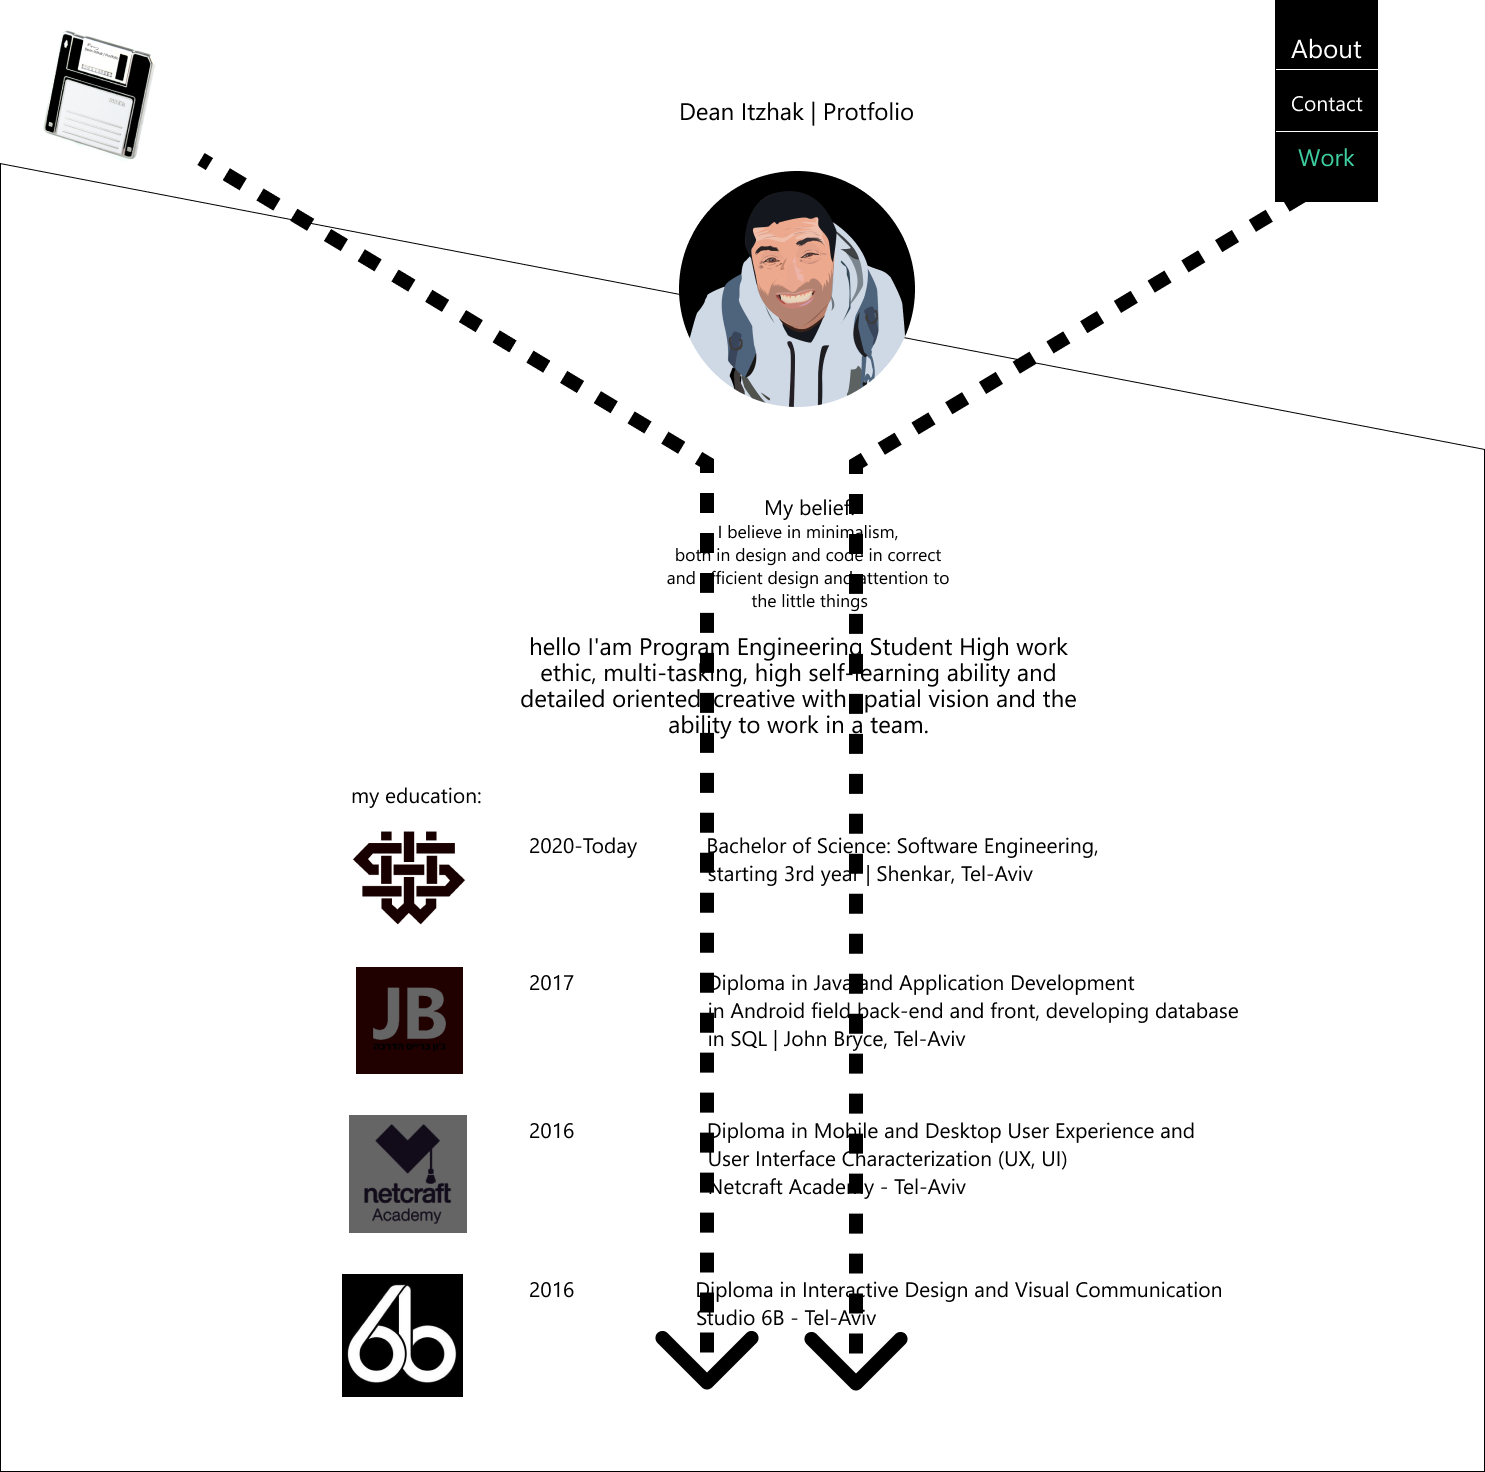 About
Dean Itzhak | Protfolio
Contact
Work
My belief:
I believe in minimalism,
both in design and code in correct
and efficient design and attention to
the little things
hello I'am Program Engineering Student High work
ethic, multi-tasking, high self-learning ability and
detailed oriented, creative with spatial vision and the
ability to work in a team.
my education:
2020-Today
Bachelor of Science: Software Engineering,
starting 3rd year | Shenkar, Tel-Aviv
JB
2017
Diploma in Java and Application Development
in Android field back-end and front, developing database
in SQL | John Bryce, Tel-Aviv
netcraft
Academy
2016
Diploma in Mobile and Desktop User Experience and
User Interface Characterization (UX, UI)
Netcraft Academy - Tel-Aviv
6b
2016
Diploma in Interactive Design and Visual Communication
Studio 6B - Tel-Aviv